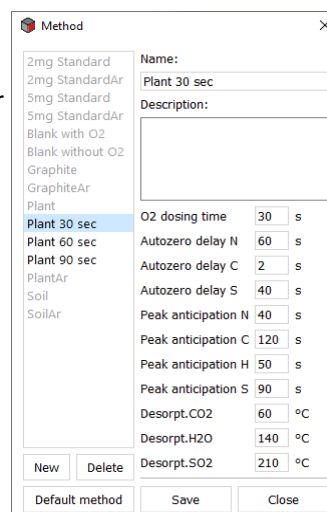 Method
2mg Standard
2mg StandardAr
5mg Standard
5mg StandardAr
Blank with O2
Blank without O2
Graphite
GraphiteAr
Plant
Plant 30 sec
Plant 60 sec
Plant 90 sec
PlantAr
Soil
SoilAr
New
Delete
Default method
Name:
Plant 30 sec
Description:
O2 dosing time 30 s
Autozero delay N 60 s
Autozero delay C 2 s
Autozero delay S 40 s
Peak anticipation N 40 s
Peak anticipation C 120 s
Peak anticipation H 50 s
Peak anticipation S 90 s
Desorpt.CO2 60 °C
Desorpt.H2O 140 °C
Desorpt.SO2 210 °C
Save
Close